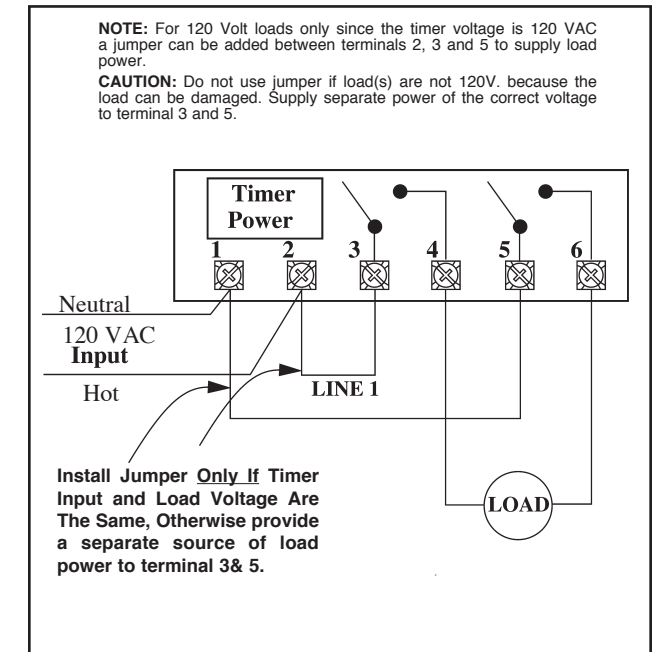 NOTE: For 120 Volt loads only since the timer voltage is 120 VAC
a jumper can be added between terminals 2, 3 and 5 to supply load
power.
CAUTION: Do not use jumper if load(s) are not 120V. because the
load can be damaged. Supply separate power of the correct voltage
to terminal 3 and 5.
Timer
Power
1 2 3 4 5 6
Neutral
120 VAC
Input
Hot
LINE 1
LOAD
Install Jumper Only If Timer
Input and Load Voltage Are
The Same, Otherwise provide
a separate source of load
power to terminal 3& 5.